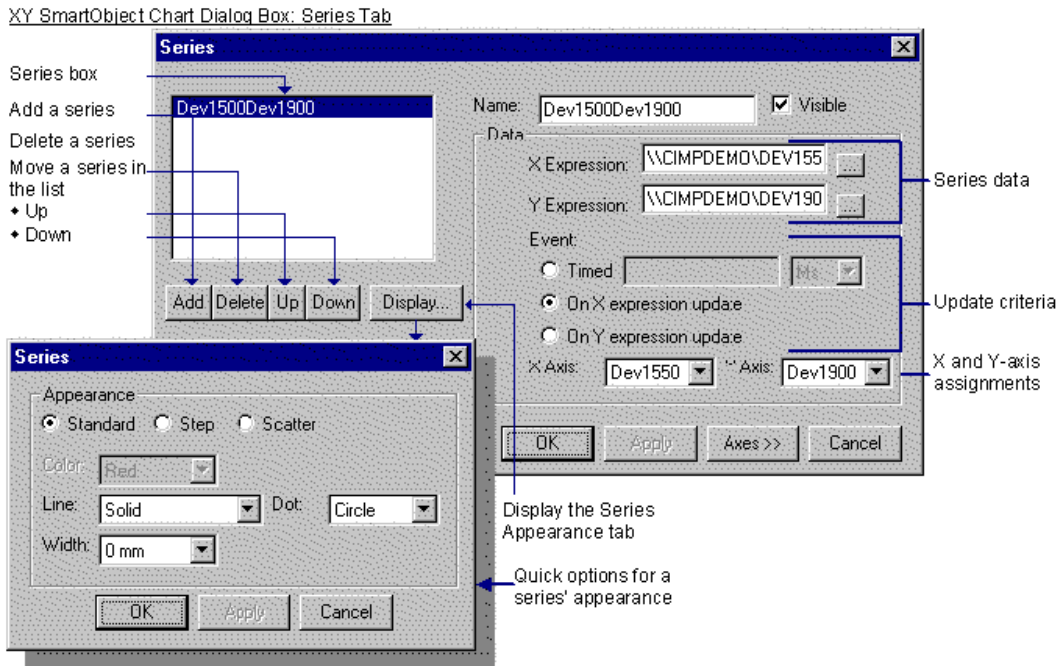 XY SmartObject Chart Dialog Box: Series Tab
Series
Series box
Add a series
Delete a series
Move a series in
the list
◆ Up
◆ Down
Dev1500Dev1900
Add Delete Up Down Display...
Name: Dev1500Dev1900 Visible
Data
X Expression: \\CIMPDEMO\DEV155 ...
Y Expression: \\CIMPDEMO\DEV190 ...
Event:
Timed Ms
On X expression update
On Y expression update
X Axis: Dev1550 Y Axis: Dev1900
OK Apply Axes >> Cancel
Series data
Update criteria
X and Y-axis
assignments
Series
Appearance
Standard Step Scatter
Color: Red
Line: Solid Dot: Circle
Width: 0 mm
OK Apply Cancel
Display the Series
Appearance tab
Quick options for a
series' appearance